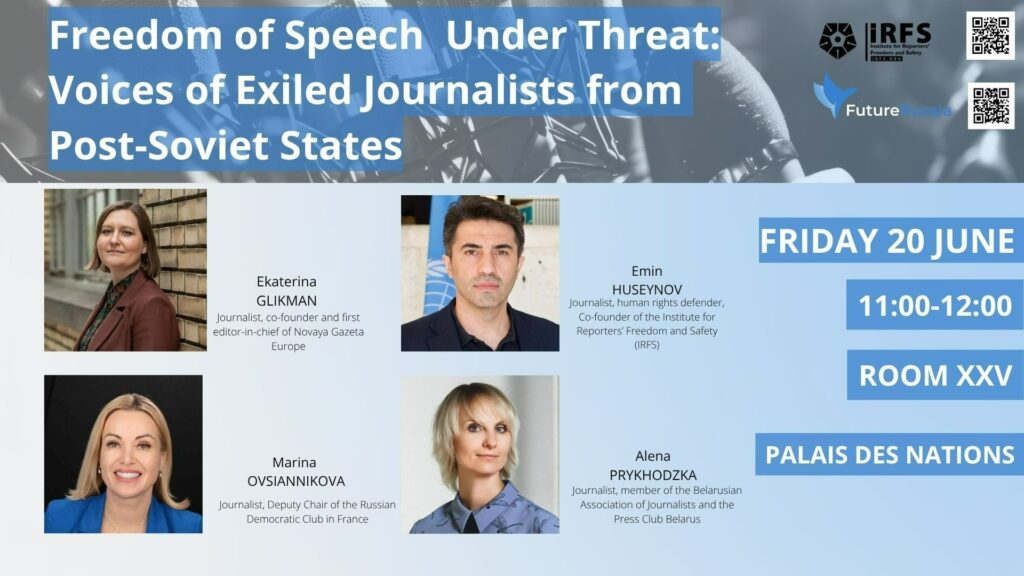 Freedom of Speech Under Threat:
Voices of Exiled Journalists from
Post-Soviet States
iRFS
Institute for Reporters'
Freedom and Safety
IRFS.ORG
FutureRussia
Ekaterina
GLIKMAN
Journalist, co-founder and first
editor-in-chief of Novaya Gazeta
Europe
Emin
HUSEYNOV
Journalist, human rights defender,
Co-founder of the Institute for
Reporters' Freedom and Safety
(IRFS)
Marina
OVSIANNIKOVA
Journalist, Deputy Chair of the Russian
Democratic Club in France
Alena
PRYKHODZKA
Journalist, member of the Belarusian
Association of Journalists and the
Press Club Belarus
FRIDAY 20 JUNE
11:00-12:00
ROOM XXV
PALAIS DES NATIONS